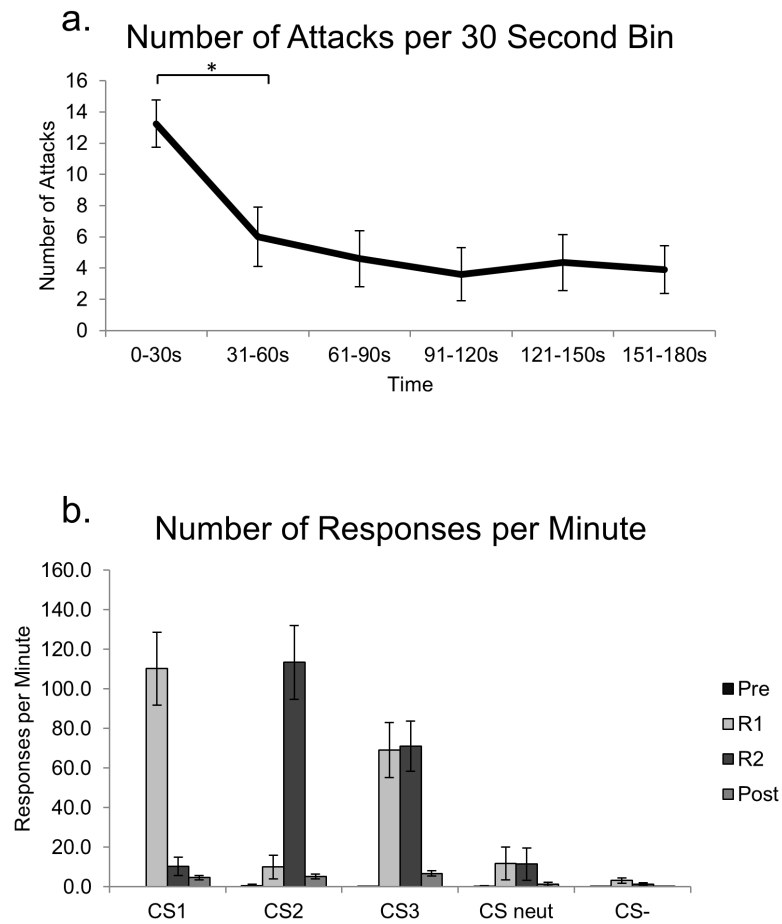 a.
Number of Attacks per 30 Second Bin
*
16
14
12
10
8
6
4
2
0
Number of Attacks
0-30s 31-60s 61-90s 91-120s 121-150s 151-180s
Time
b.
Number of Responses per Minute
160.0
140.0
120.0
100.0
80.0
60.0
40.0
20.0
0.0
Responses per Minute
CS1 CS2 CS3 CS neut CS-
Pre
R1
R2
Post